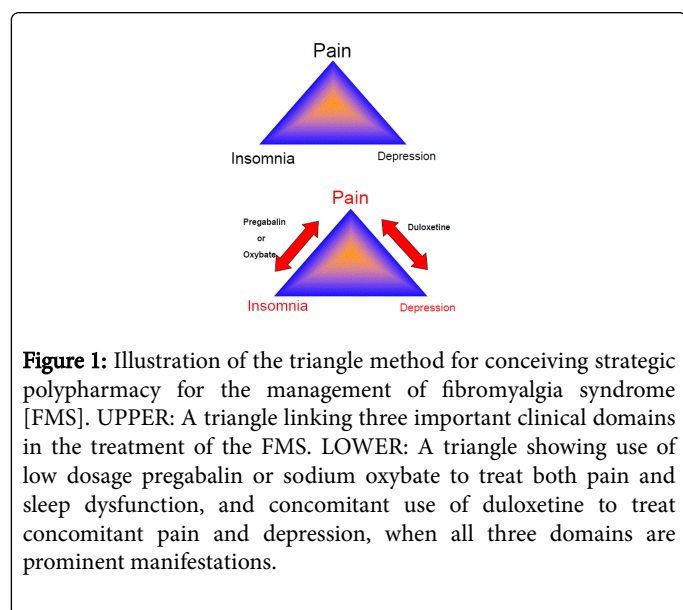 Pain
Insomnia
Depression
Pain
Pregabalin
or
Oxybate
Duloxetine
Insomnia
Depression
Figure 1: Illustration of the triangle method for conceiving strategic
polypharmacy for the management of fibromyalgia syndrome
[FMS]. UPPER: A triangle linking three important clinical domains
in the treatment of the FMS. LOWER: A triangle showing use of
low dosage pregabalin or sodium oxybate to treat both pain and
sleep dysfunction, and concomitant use of duloxetine to treat
concomitant pain and depression, when all three domains are
prominent manifestations.